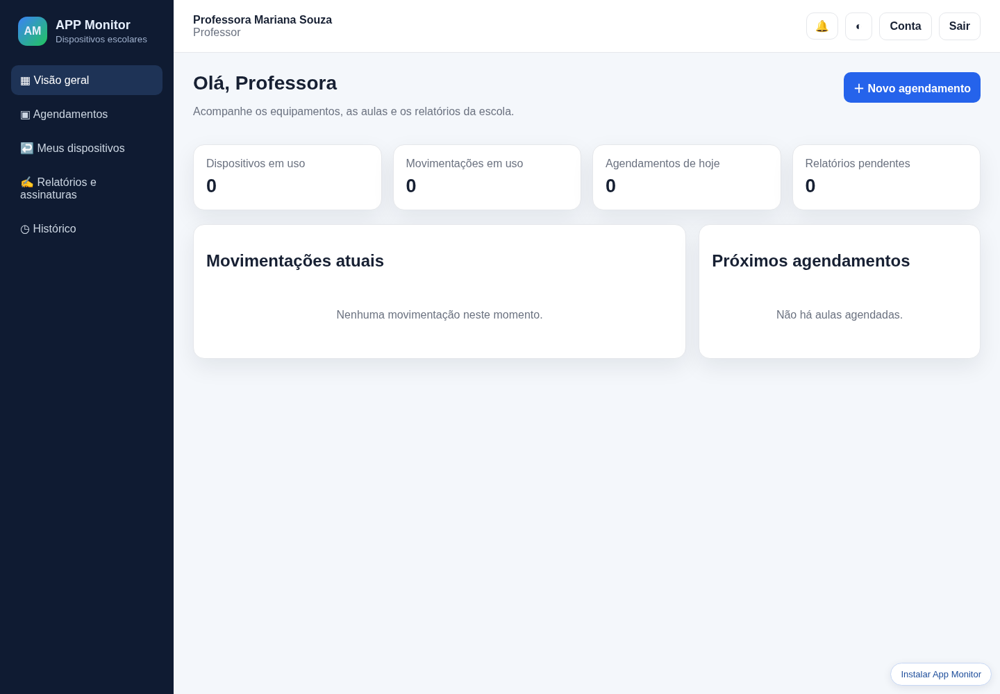 AM
APP Monitor
Dispositivos escolares
▦ Visão geral
▣ Agendamentos
↩️ Meus dispositivos
✍️ Relatórios e
assinaturas
◷ Histórico
Professora Mariana Souza
Professor
🔔
◖
Conta
Sair
Olá, Professora
Acompanhe os equipamentos, as aulas e os relatórios da escola.
＋ Novo agendamento
Dispositivos em uso
0
Movimentações em uso
0
Agendamentos de hoje
0
Relatórios pendentes
0
Movimentações atuais
Nenhuma movimentação neste momento.
Próximos agendamentos
Não há aulas agendadas.
Instalar App Monitor